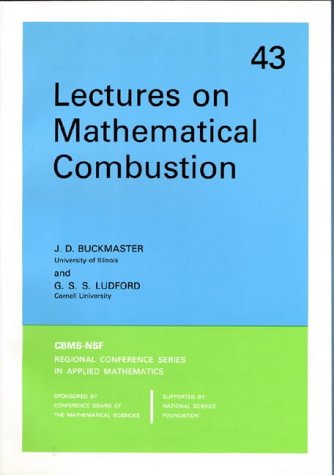 43
Lectures on
Mathematical
Combustion
J. D. BUCKMASTER
University of Illinois
and
G. S. S. LUDFORD
Cornell University
CBMS-NSF
REGIONAL CONFERENCE SERIES
IN APPLIED MATHEMATICS
SPONSORED BY
CONFERENCE BOARD OF
THE MATHEMATICAL SCIENCES
SUPPORTED BY
NATIONAL SCIENCE
FOUNDATION